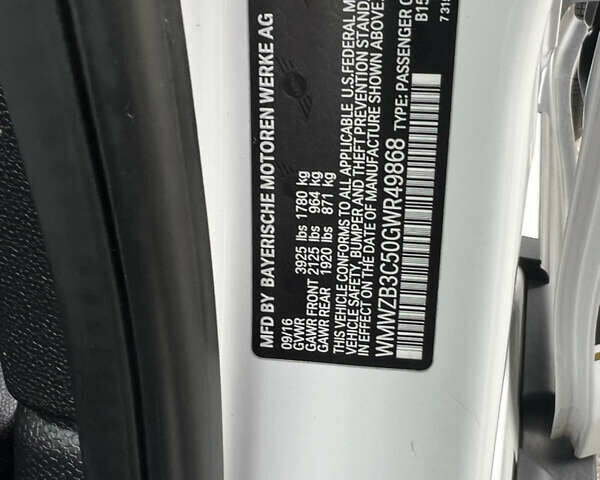 MFD BY BAYERISCHE MOTOREN WERKE AG
09/16
GVWR 3925 lbs 1780 kg
GAWR FRONT 2125 lbs 964 kg
GAWR REAR 1920 lbs 871 kg
THIS VEHICLE CONFORMS TO ALL APPLICABLE U.S.FEDERAL M
VEHICLE SAFETY, BUMPER AND THEFT PREVENTION STAND
IN EFFECT ON THE DATE OF MANUFACTURE SHOWN ABOVE.
WMWZB3C50GWR49868 TYPE: PASSENGER
B15
731